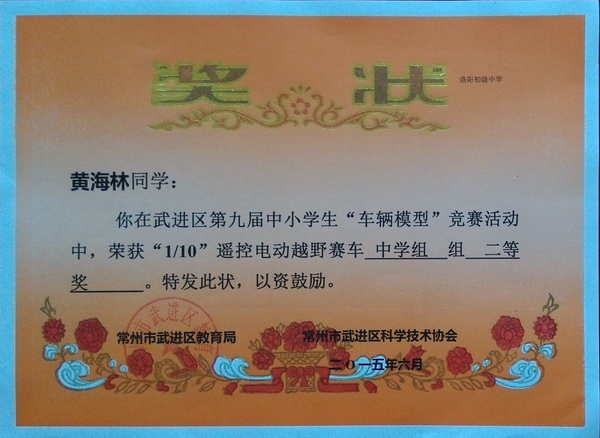 奖状
洛阳初级中学
黄海林同学：
你在武进区第九届中小学生“车辆模型”竞赛活动
中，荣获“1/10”遥控电动越野赛车 中学组 组 二等
奖 。特发此状，以资鼓励。
常州市武进区教育局 常州市武进区科学技术协会
二〇一五年六月